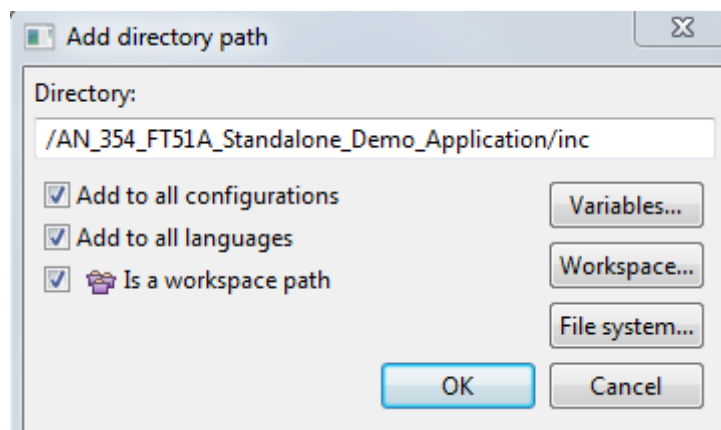 Add directory path
Directory:
/AN_354_FT51A_Standalone_Demo_Application/inc
Add to all configurations
Variables...
Add to all languages
Workspace...
Is a workspace path
File system...
OK
Cancel